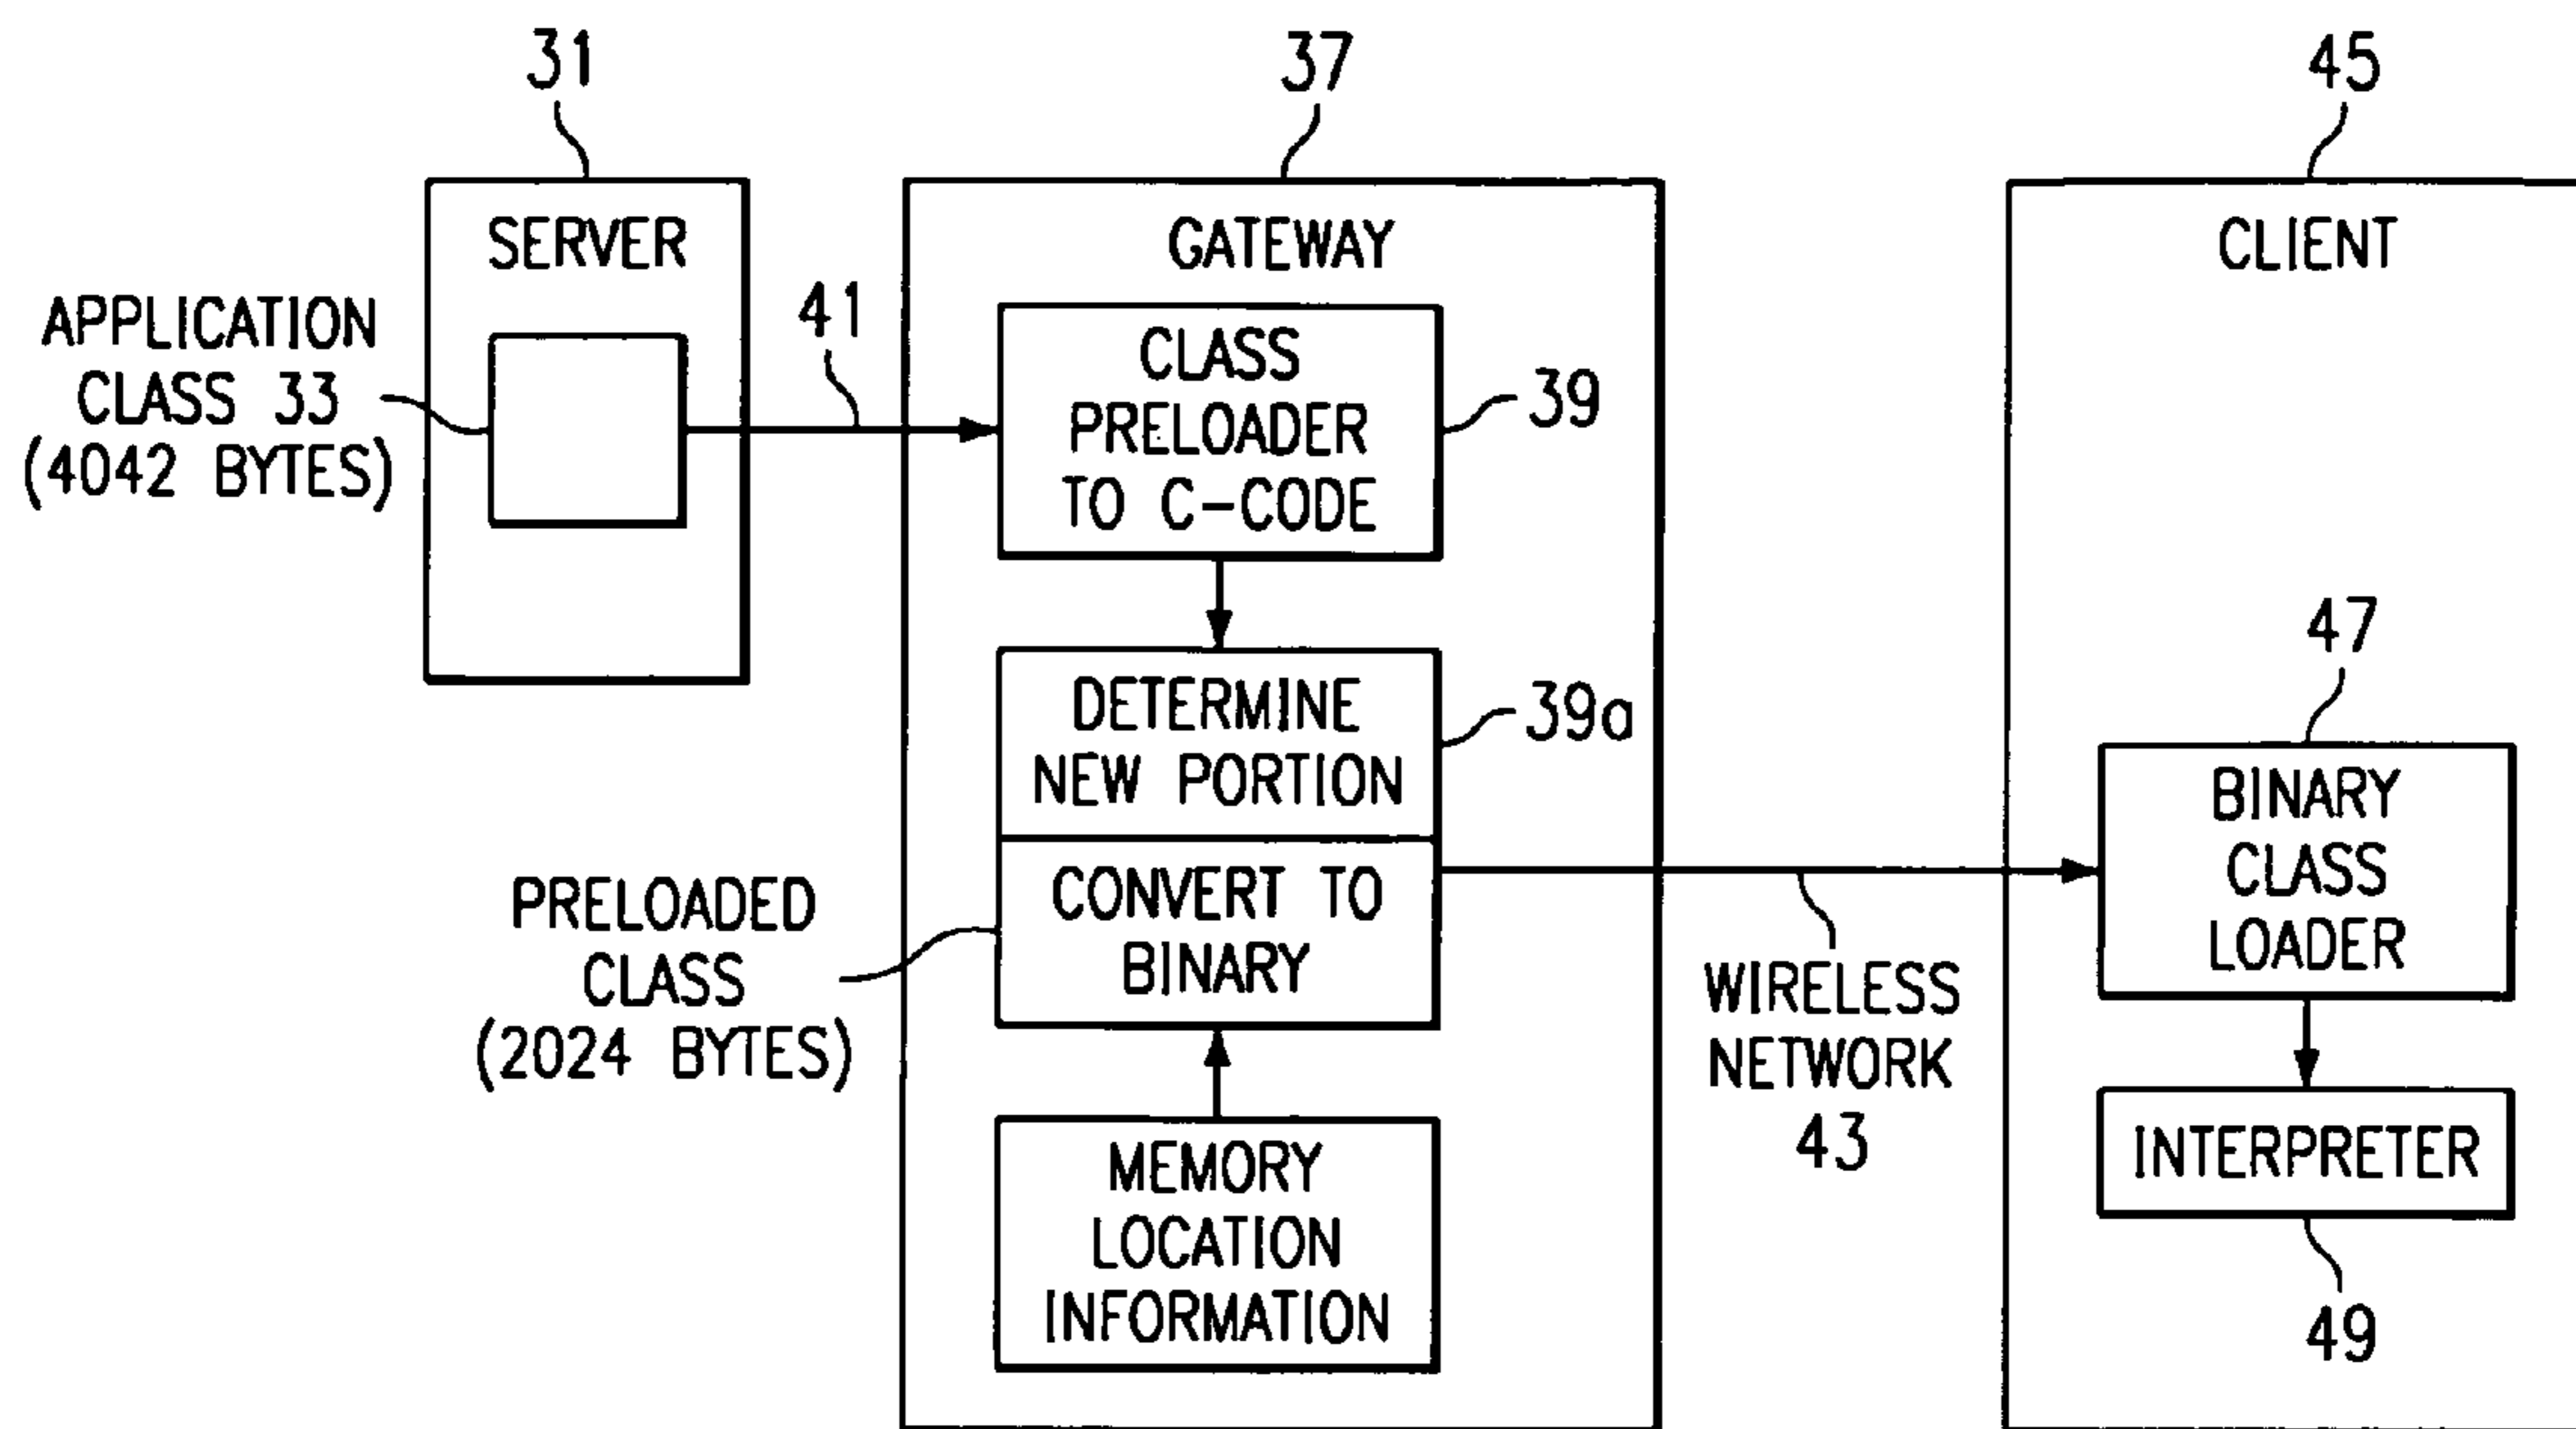 31
37
45
SERVER
GATEWAY
CLIENT
APPLICATION
CLASS 33
(4042 BYTES)
41
CLASS
PRELOADER
TO C-CODE
39
DETERMINE
NEW PORTION
39a
CONVERT TO
BINARY
PRELOADED
CLASS
(2024 BYTES)
MEMORY
LOCATION
INFORMATION
WIRELESS
NETWORK
43
47
BINARY
CLASS
LOADER
INTERPRETER
49